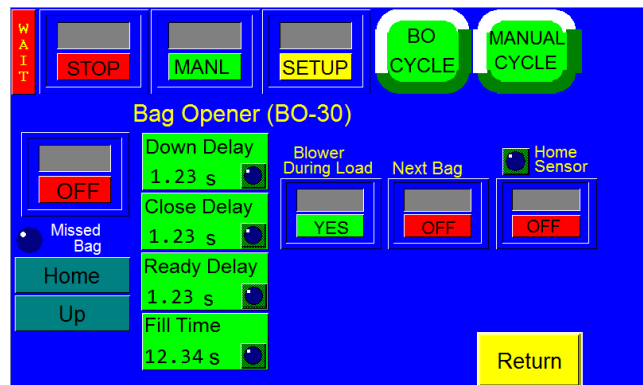 WAIT
STOP
MANL
SETUP
BO
CYCLE
MANUAL
CYCLE
Bag Opener (BO-30)
OFF
Missed
Bag
Home
Up
Down Delay
1.23 s
Close Delay
1.23 s
Ready Delay
1.23 s
Fill Time
12.34 s
Blower
During Load
YES
Next Bag
OFF
Home
Sensor
OFF
Return